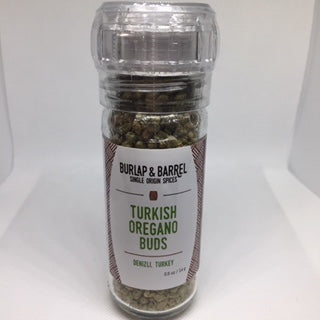 BURLAP & BARREL
SINGLE ORIGIN SPICES
TURKISH
OREGANO
BUDS
DENIZLI, TURKEY